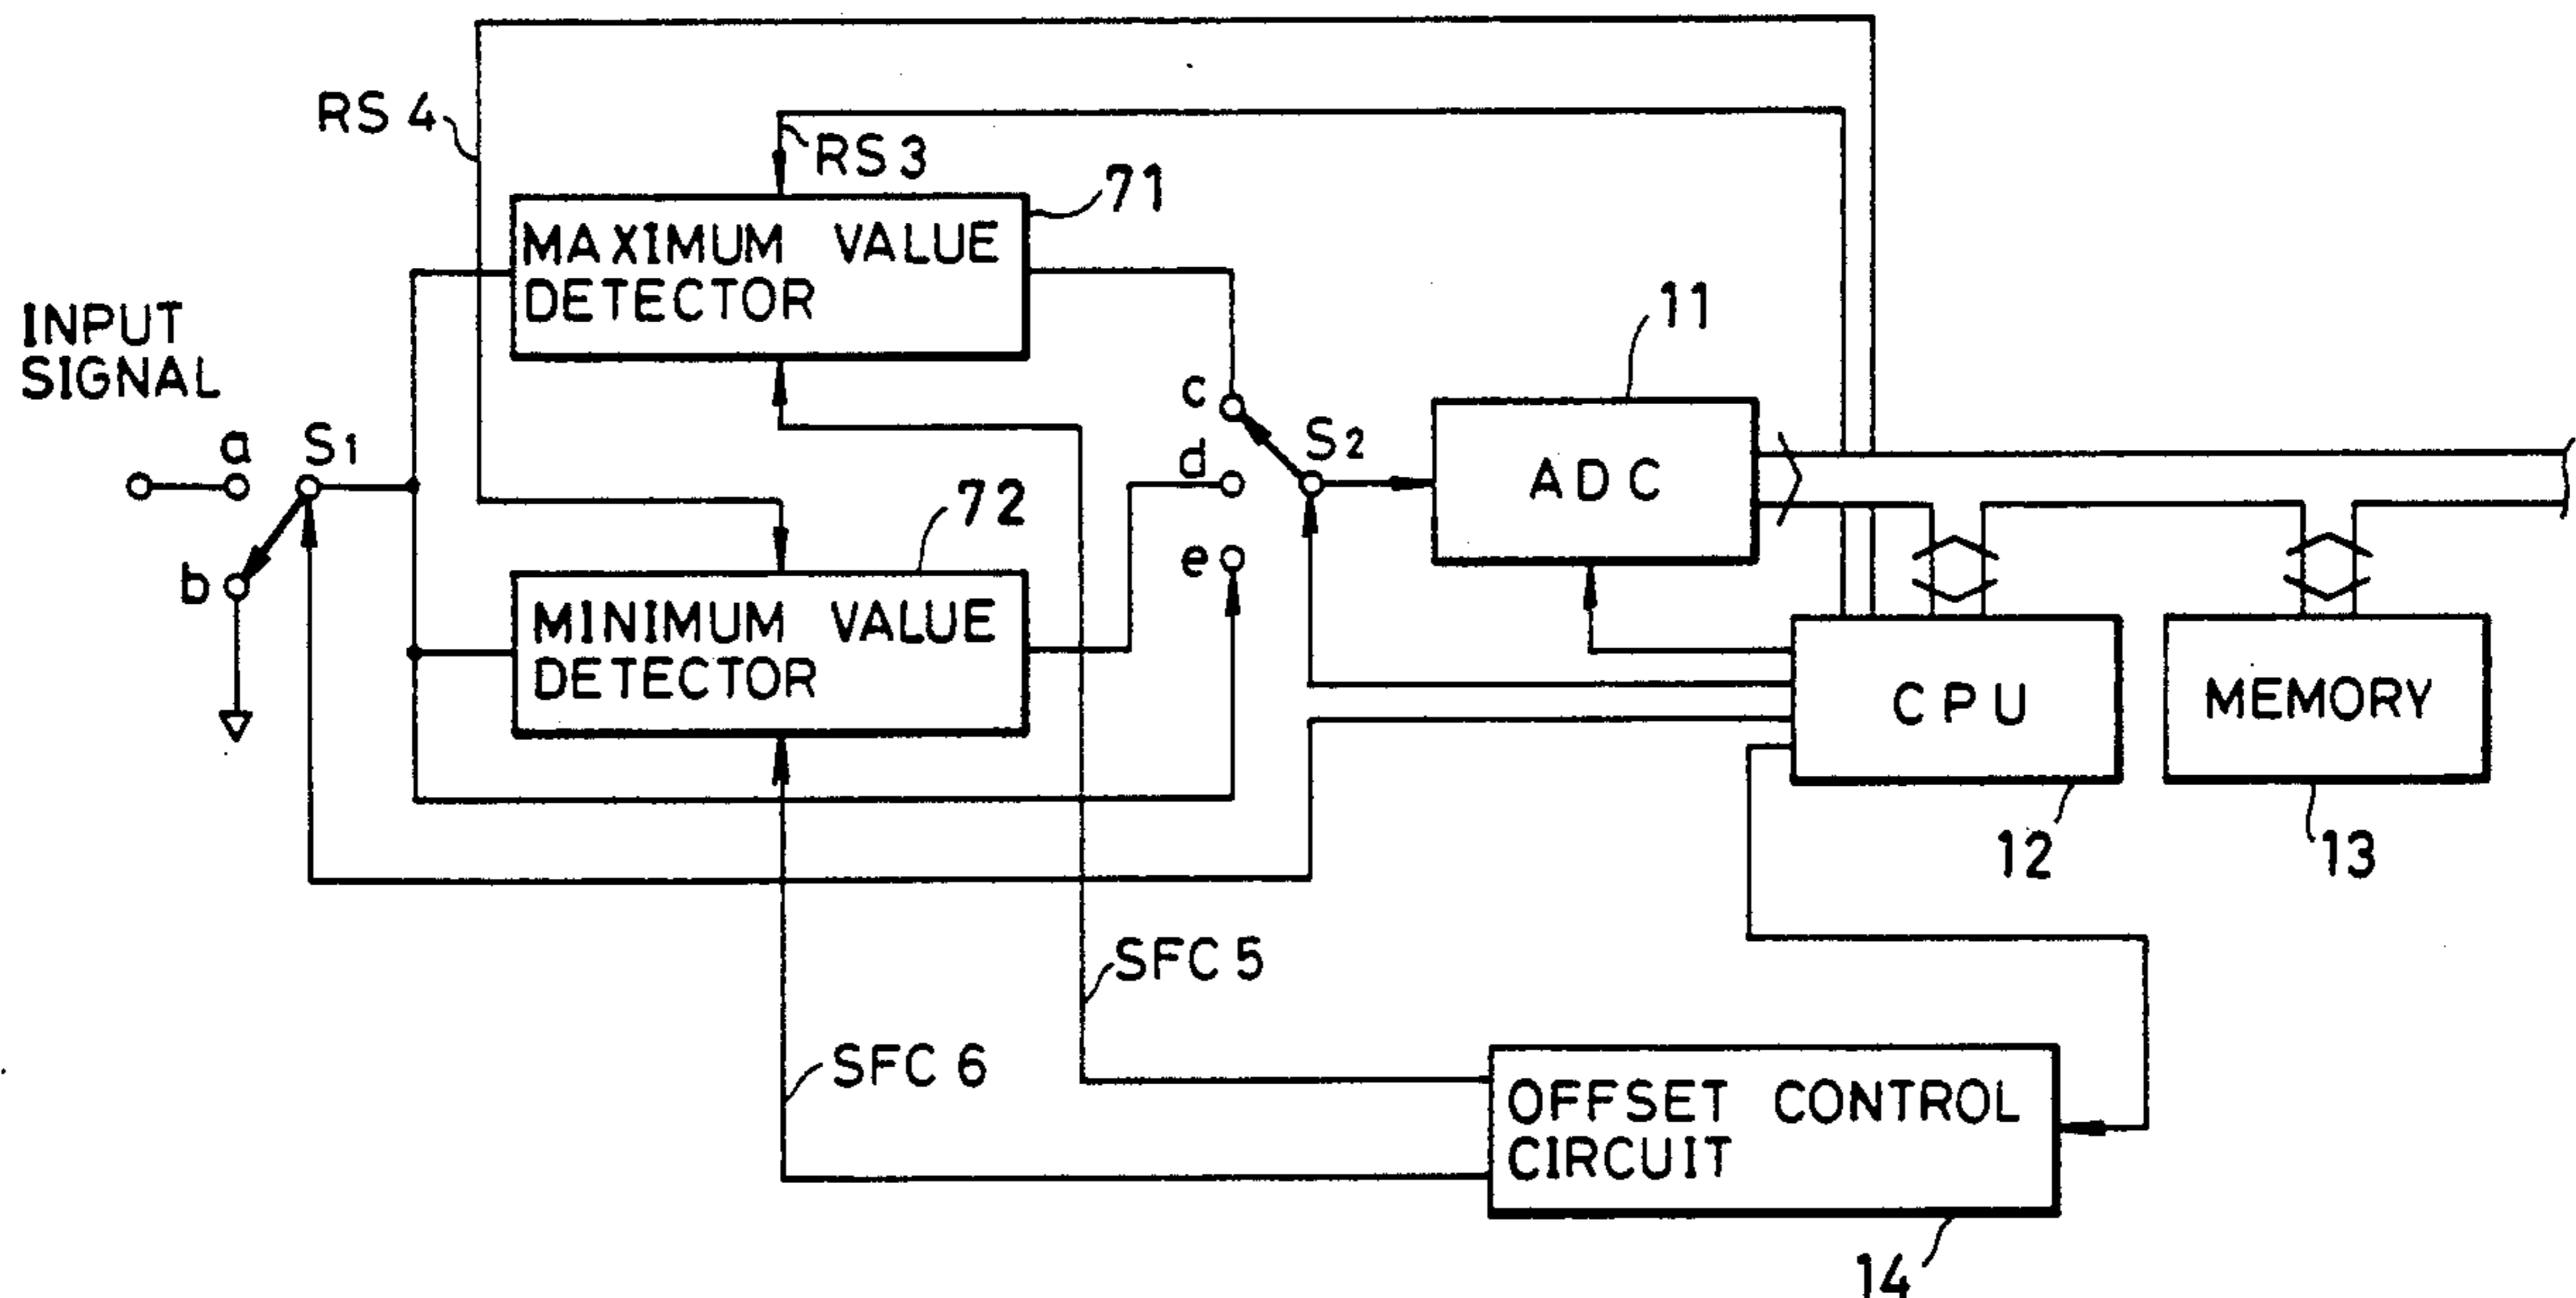 RS 4
RS 3
71
MAXIMUM VALUE
DETECTOR
INPUT
SIGNAL
a
S1
b
c
d
e
S2
11
ADC
72
MINIMUM VALUE
DETECTOR
CPU
MEMORY
12
13
SFC 5
SFC 6
OFFSET CONTROL
CIRCUIT
14